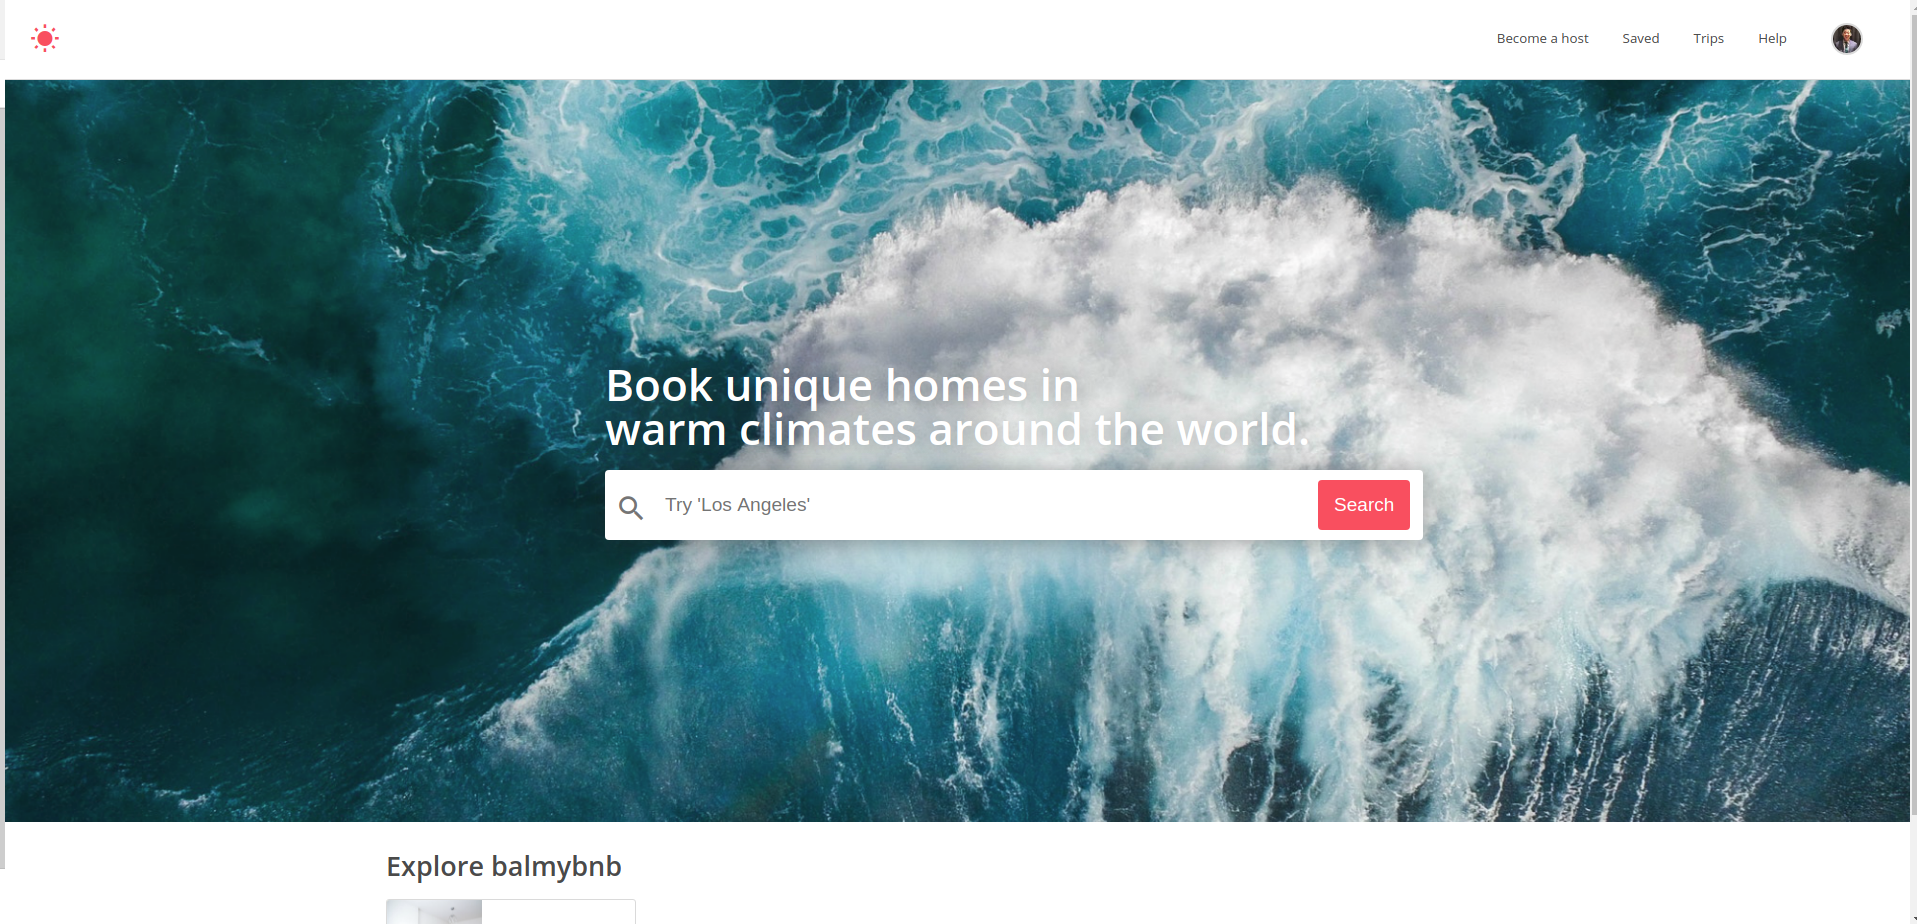 Become a host Saved Trips Help
Book unique homes in
warm climates around the world.
Try 'Los Angeles' Search
Explore balmybnb